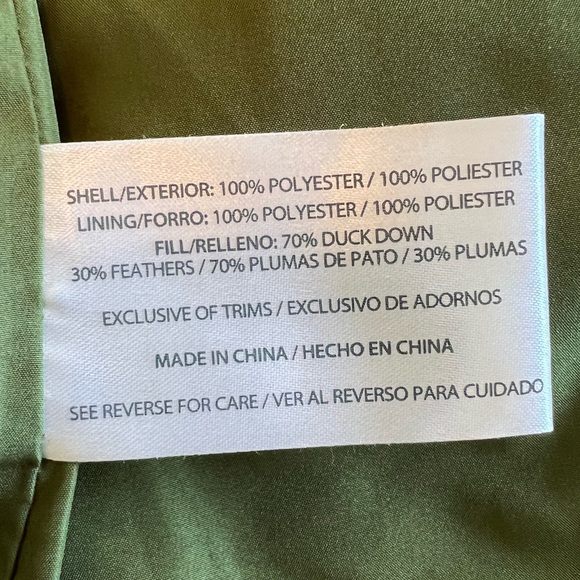 SHELL/EXTERIOR: 100% POLYESTER / 100% POLIESTER
LINING/FORRO: 100% POLYESTER / 100% POLIESTER
FILL/RELLENO: 70% DUCK DOWN
30% FEATHERS / 70% PLUMAS DE PATO / 30% PLUMAS
EXCLUSIVE OF TRIMS / EXCLUSIVO DE ADORNOS
MADE IN CHINA / HECHO EN CHINA
SEE REVERSE FOR CARE / VER AL REVERSO PARA CUIDADO